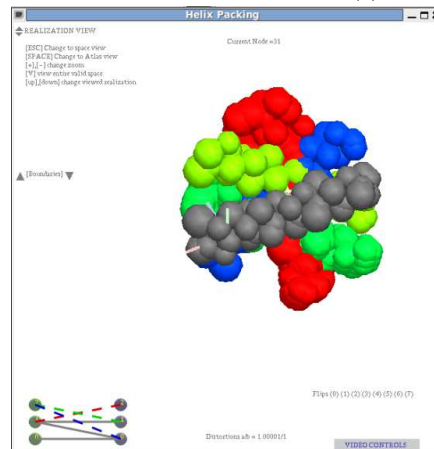 Helix Packing
REALIZATION VIEW
Current Node =31
[ESC] Change to space view
[SPACE] Change to Atlas view
[+],[-] change zoom
[V] view entire valid space
[up],[down] change viewed realization
[Boundaries]
Flips (0) (1) (2) (3) (4) (5) (6) (7)
Distortions a/b = 1.00001/1
VIDEO CONTROLS